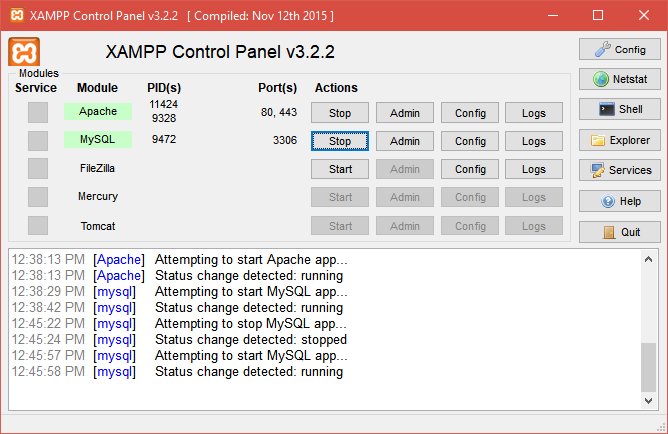 XAMPP Control Panel v3.2.2 [ Compiled: Nov 12th 2015 ]
XAMPP Control Panel v3.2.2
Config
Modules
Service Module PID(s) Port(s) Actions
Netstat
Apache 11424 9328 80, 443 Stop Admin Config Logs
Shell
MySQL 9472 3306 Stop Admin Config Logs
Explorer
FileZilla Start Admin Config Logs
Services
Mercury Start Admin Config Logs
Help
Tomcat Start Admin Config Logs
Quit
12:38:13 PM [Apache] Attempting to start Apache app...
12:38:13 PM [Apache] Status change detected: running
12:38:29 PM [mysql] Attempting to start MySQL app...
12:38:42 PM [mysql] Status change detected: running
12:45:22 PM [mysql] Attempting to stop MySQL app...
12:45:24 PM [mysql] Status change detected: stopped
12:45:57 PM [mysql] Attempting to start MySQL app...
12:45:58 PM [mysql] Status change detected: running